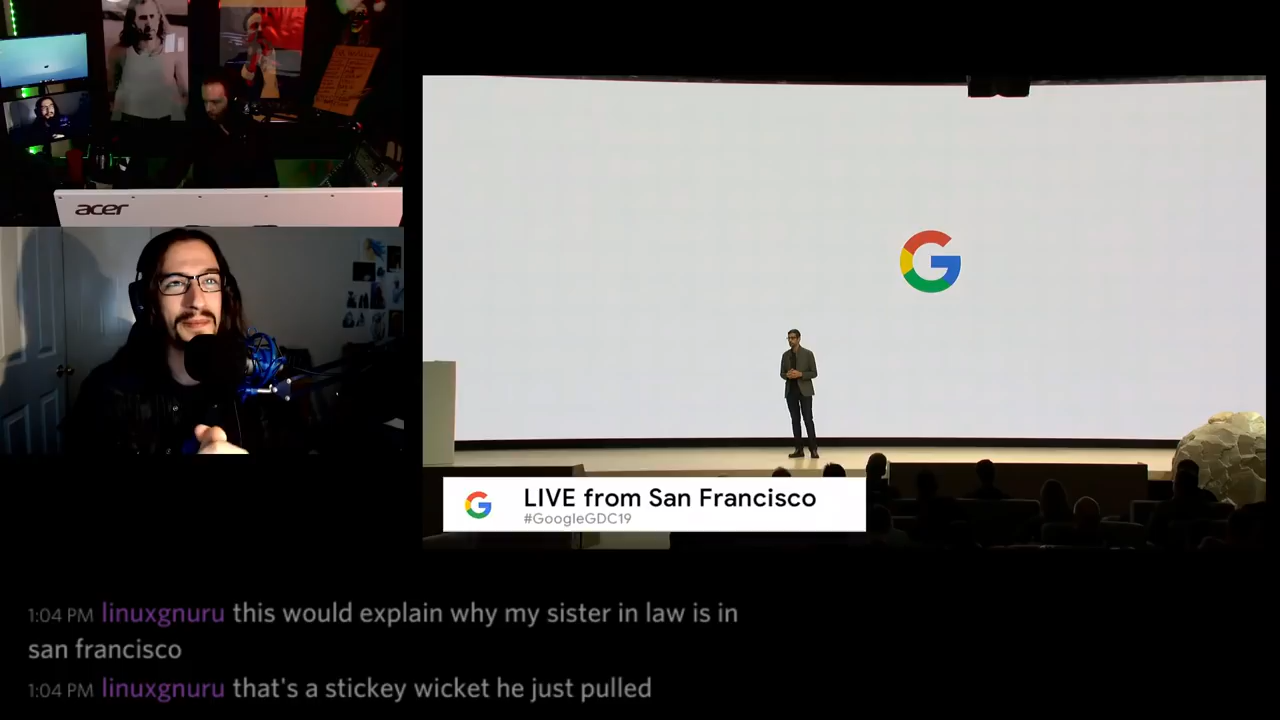 acer
LIVE from San Francisco
#GoogleGDC19
1:04 PM linuxgnuru this would explain why my sister in law is in
san francisco
1:04 PM linuxgnuru that's a stickey wicket he just pulled